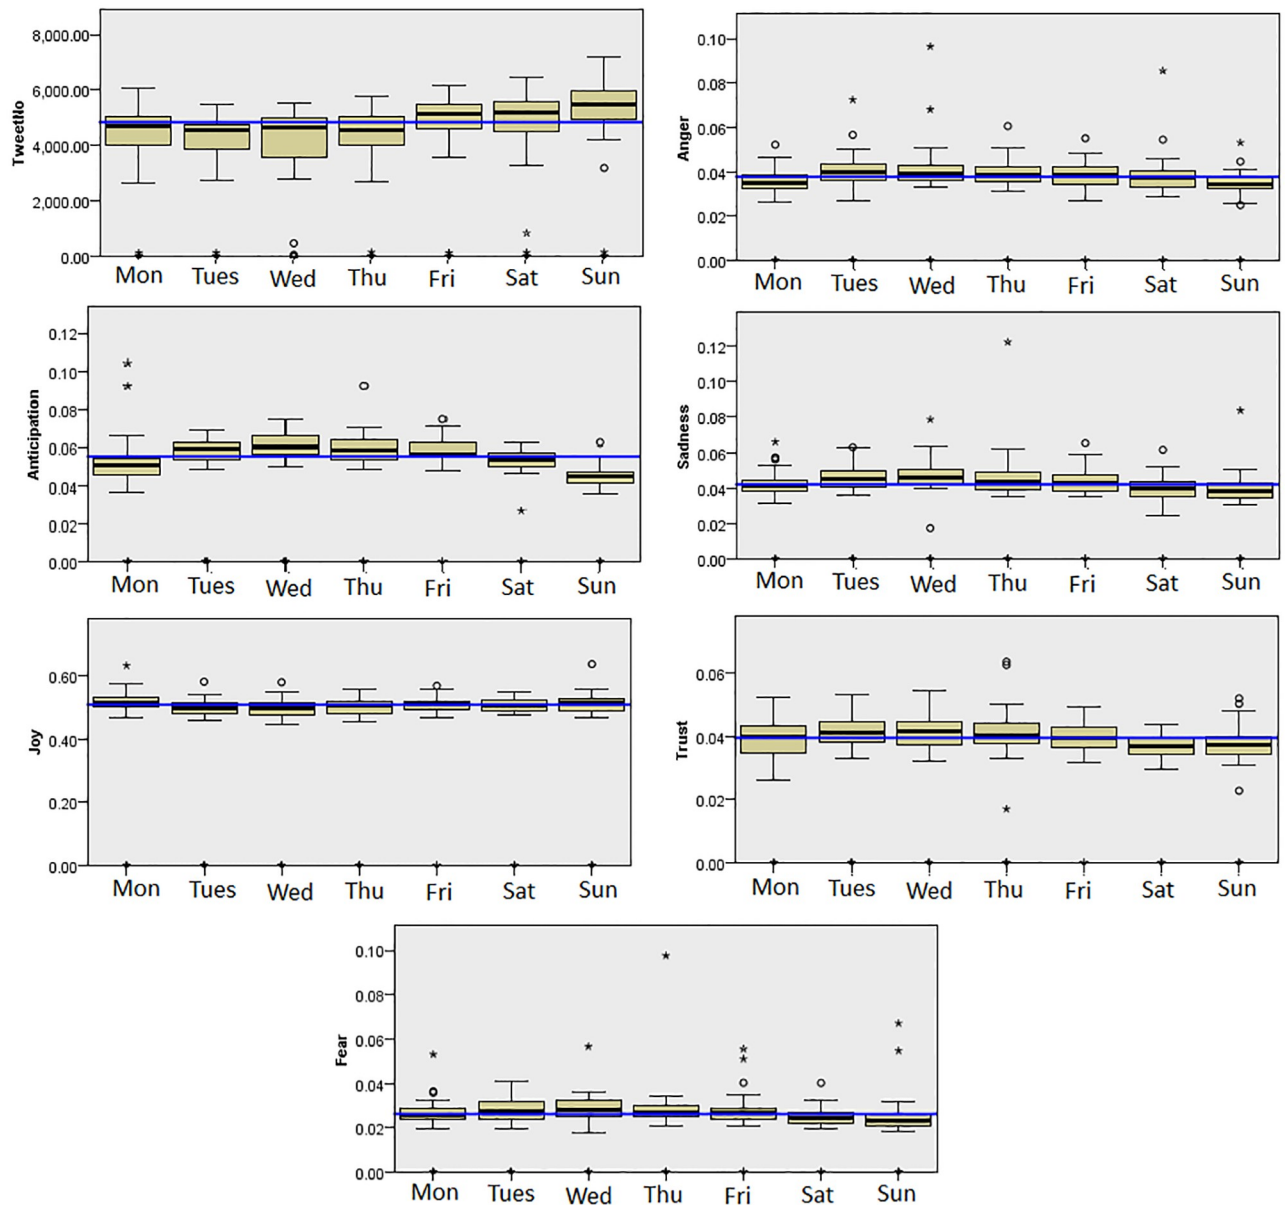 TweetNo
8,000.00
6,000.00
4,000.00
2,000.00
0.00
Mon Tues Wed Thu Fri Sat Sun
Anger
0.10
0.08
0.06
0.04
0.02
0.00
Mon Tues Wed Thu Fri Sat Sun
Anticipation
0.12
0.10
0.08
0.06
0.04
0.02
0.00
Mon Tues Wed Thu Fri Sat Sun
Sadness
0.12
0.10
0.08
0.06
0.04
0.02
0.00
Mon Tues Wed Thu Fri Sat Sun
Joy
0.60
0.40
0.20
0.00
Mon Tues Wed Thu Fri Sat Sun
Trust
0.06
0.04
0.02
0.00
Mon Tues Wed Thu Fri Sat Sun
Fear
0.10
0.08
0.06
0.04
0.02
0.00
Mon Tues Wed Thu Fri Sat Sun